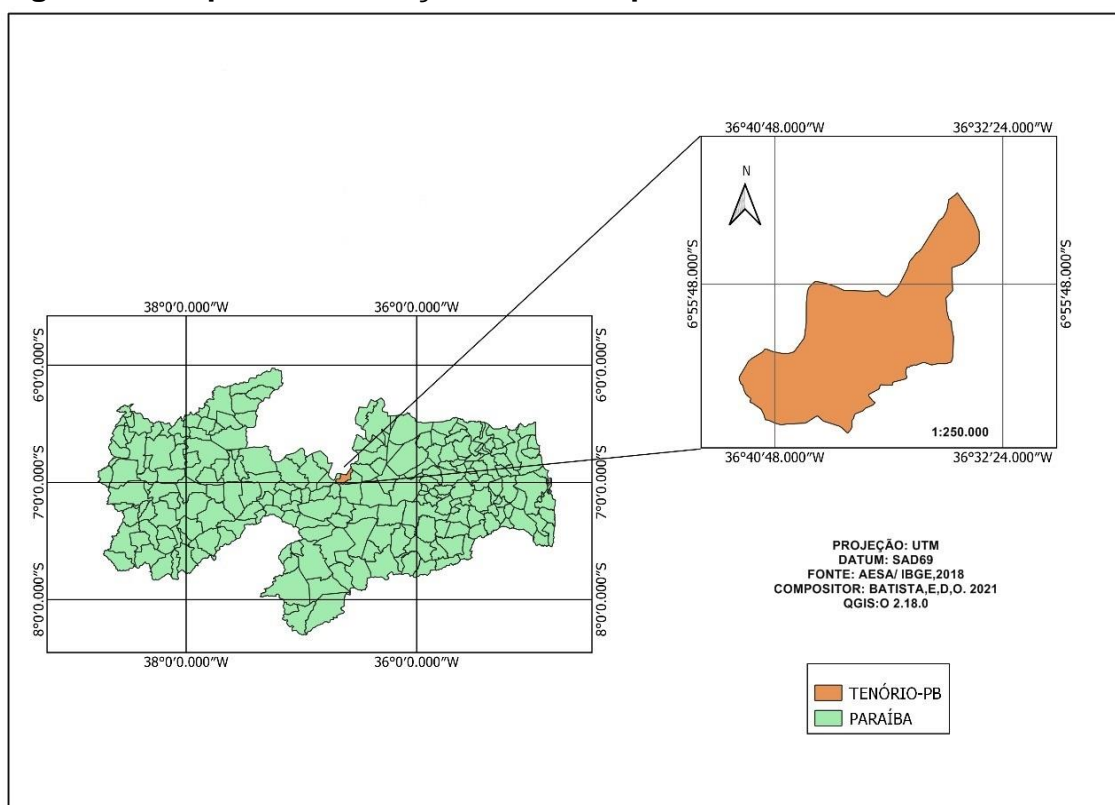 36°40′48.000″W 36°32′24.000″W
N
6°55′48.000″S 6°55′48.000″S
1:250.000
36°40′48.000″W 36°32′24.000″W
38°0′0.000″W 36°0′0.000″W
6°0′0.000″S 6°0′0.000″S
7°0′0.000″S 7°0′0.000″S
8°0′0.000″S 8°0′0.000″S
38°0′0.000″W 36°0′0.000″W
PROJEÇÃO: UTM
DATUM: SAD69
FONTE: AESA/ IBGE,2018
COMPOSITOR: BATISTA,E,D,O. 2021
QGIS:O 2.18.0
TENÓRIO-PB
PARAÍBA